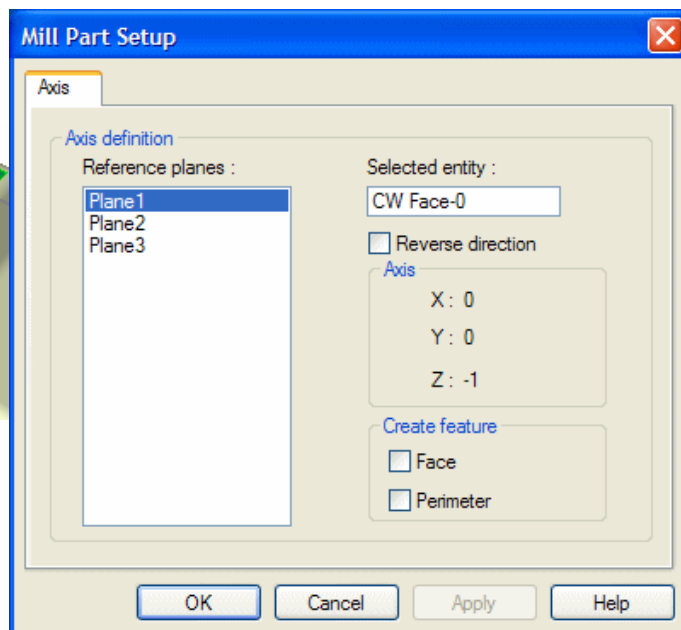 Mill Part Setup
Axis
Axis definition
Reference planes :
Plane1
Plane2
Plane3
Selected entity :
CW Face-0
Reverse direction
Axis
X : 0
Y : 0
Z : -1
Create feature
Face
Perimeter
OK
Cancel
Apply
Help